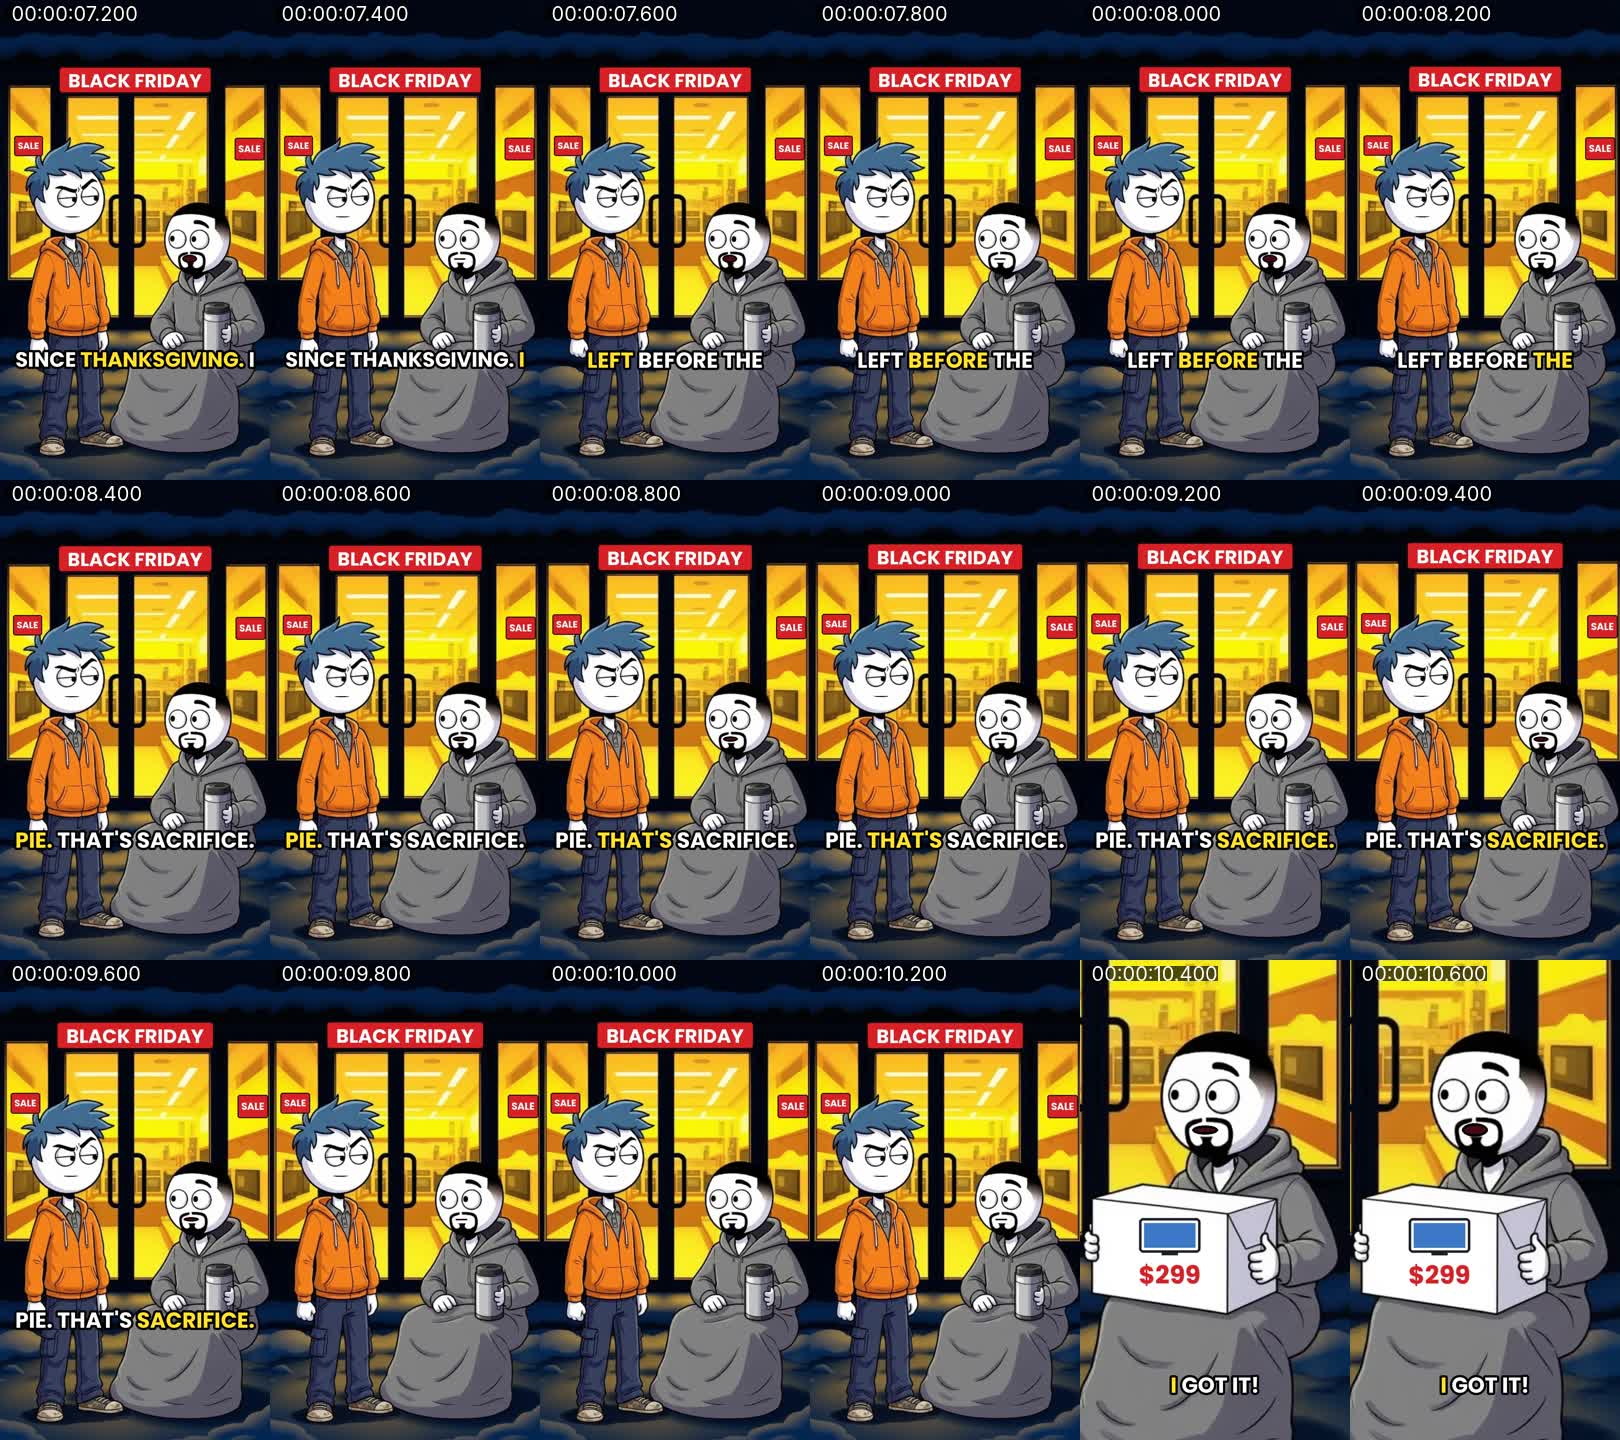 00:00:07.200
BLACK FRIDAY
SALE
SALE
SINCE THANKSGIVING. I
00:00:07.400
BLACK FRIDAY
SALE
SALE
SINCE THANKSGIVING. I
00:00:07.600
BLACK FRIDAY
SALE
SALE
LEFT BEFORE THE
00:00:07.800
BLACK FRIDAY
SALE
SALE
LEFT BEFORE THE
00:00:08.000
BLACK FRIDAY
SALE
SALE
LEFT BEFORE THE
00:00:08.200
BLACK FRIDAY
SALE
SALE
LEFT BEFORE THE
00:00:08.400
BLACK FRIDAY
SALE
SALE
PIE. THAT'S SACRIFICE.
00:00:08.600
BLACK FRIDAY
SALE
SALE
PIE. THAT'S SACRIFICE.
00:00:08.800
BLACK FRIDAY
SALE
SALE
PIE. THAT'S SACRIFICE.
00:00:09.000
BLACK FRIDAY
SALE
SALE
PIE. THAT'S SACRIFICE.
00:00:09.200
BLACK FRIDAY
SALE
SALE
PIE. THAT'S SACRIFICE.
00:00:09.400
BLACK FRIDAY
SALE
SALE
PIE. THAT'S SACRIFICE.
00:00:09.600
BLACK FRIDAY
SALE
SALE
PIE. THAT'S SACRIFICE.
00:00:09.800
BLACK FRIDAY
SALE
SALE
00:00:10.000
BLACK FRIDAY
SALE
SALE
00:00:10.200
BLACK FRIDAY
SALE
SALE
00:00:10.400
$299
I GOT IT!
00:00:10.600
$299
I GOT IT!